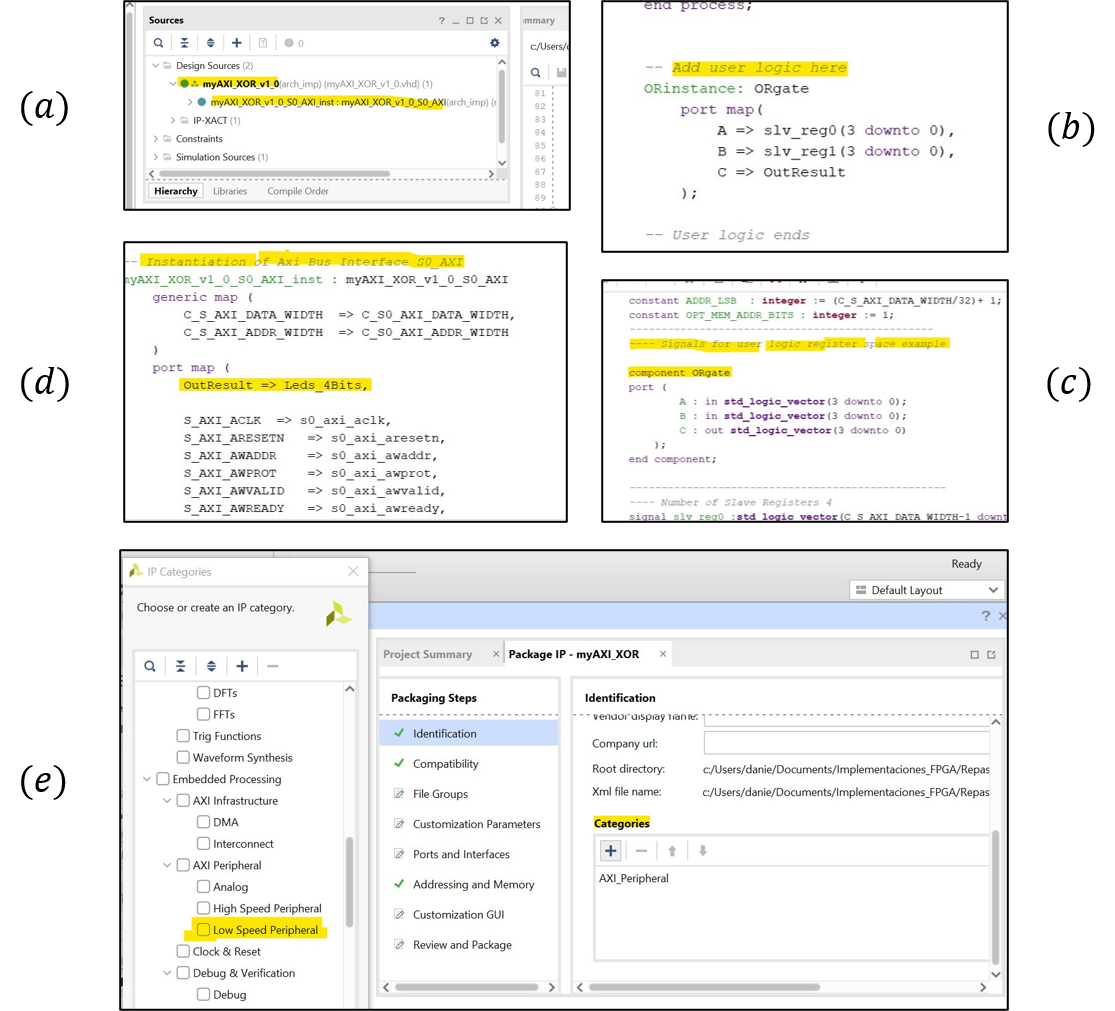 (a)
Sources
? _
mmary
0
c:/Users/
Design Sources (2)
myAXI_XOR_v1_0(arch_imp) (myAXI_XOR_v1_0.vhd) (1)
myAXI_XOR_v1_0_S0_AXI_inst : myAXI_XOR_v1_0_S0_AXI(arch_imp)
IP-XACT (1)
Constraints
Simulation Sources (1)
Hierarchy Libraries Compile Order
81
82
83
84
85
86
87
88
89
(b)
end process;
-- Add user logic here
ORinstance: ORgate
port map(
A => slv_reg0(3 downto 0),
B => slv_reg1(3 downto 0),
C => OutResult
);
-- User logic ends
(d)
-- Instantiation of Axi Bus Interface S0_AXI
myAXI_XOR_v1_0_S0_AXI_inst : myAXI_XOR_v1_0_S0_AXI
generic map (
C_S_AXI_DATA_WIDTH => C_S0_AXI_DATA_WIDTH,
C_S_AXI_ADDR_WIDTH => C_S0_AXI_ADDR_WIDTH
)
port map (
OutResult => Leds_4Bits,
S_AXI_ACLK => s0_axi_aclk,
S_AXI_ARESETN => s0_axi_aresetn,
S_AXI_AWADDR => s0_axi_awaddr,
S_AXI_AWPROT => s0_axi_awprot,
S_AXI_AWVALID => s0_axi_awvalid,
S_AXI_AWREADY => s0_axi_awready,
(c)
constant ADDR_LSB : integer := (C_S_AXI_DATA_WIDTH/32)+ 1;
constant OPT_MEM_ADDR_BITS : integer := 1;
------------------------------------------------
---- Signals for user logic register space example
component ORgate
port (
A : in std_logic_vector(3 downto 0);
B : in std_logic_vector(3 downto 0);
C : out std_logic_vector(3 downto 0)
);
end component;
--------------------------------------------------
---- Number of Slave Registers 4
signal slv_reg0 :std_logic_vector(C_S_AXI_DATA_WIDTH-1 downt
(e)
IP Categories
Choose or create an IP category.
DFTs
FFTs
Trig Functions
Waveform Synthesis
Embedded Processing
AXI Infrastructure
DMA
Interconnect
AXI Peripheral
Analog
High Speed Peripheral
Low Speed Peripheral
Clock & Reset
Debug & Verification
Debug
Ready
Default Layout
?
Project Summary × Package IP - myAXI_XOR ×
Packaging Steps
Identification
Compatibility
File Groups
Customization Parameters
Ports and Interfaces
Addressing and Memory
Customization GUI
Review and Package
Identification
Vendor display name:
Company url:
Root directory: c:/Users/danie/Documents/Implementaciones_FPGA/Repas
Xml file name: c:/Users/danie/Documents/Implementaciones_FPGA/Repas
Categories
AXI_Peripheral